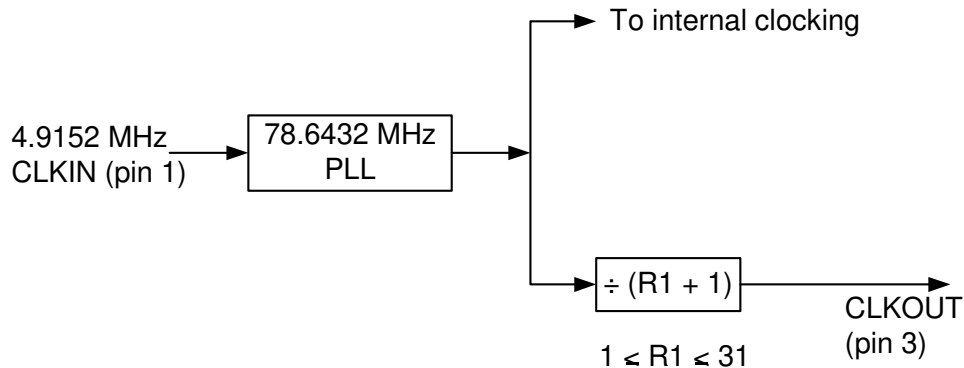 To internal clocking
4.9152 MHz
CLKIN (pin 1)
78.6432 MHz
PLL
÷ (R1 + 1)
CLKOUT
(pin 3)
1 ≤ R1 ≤ 31